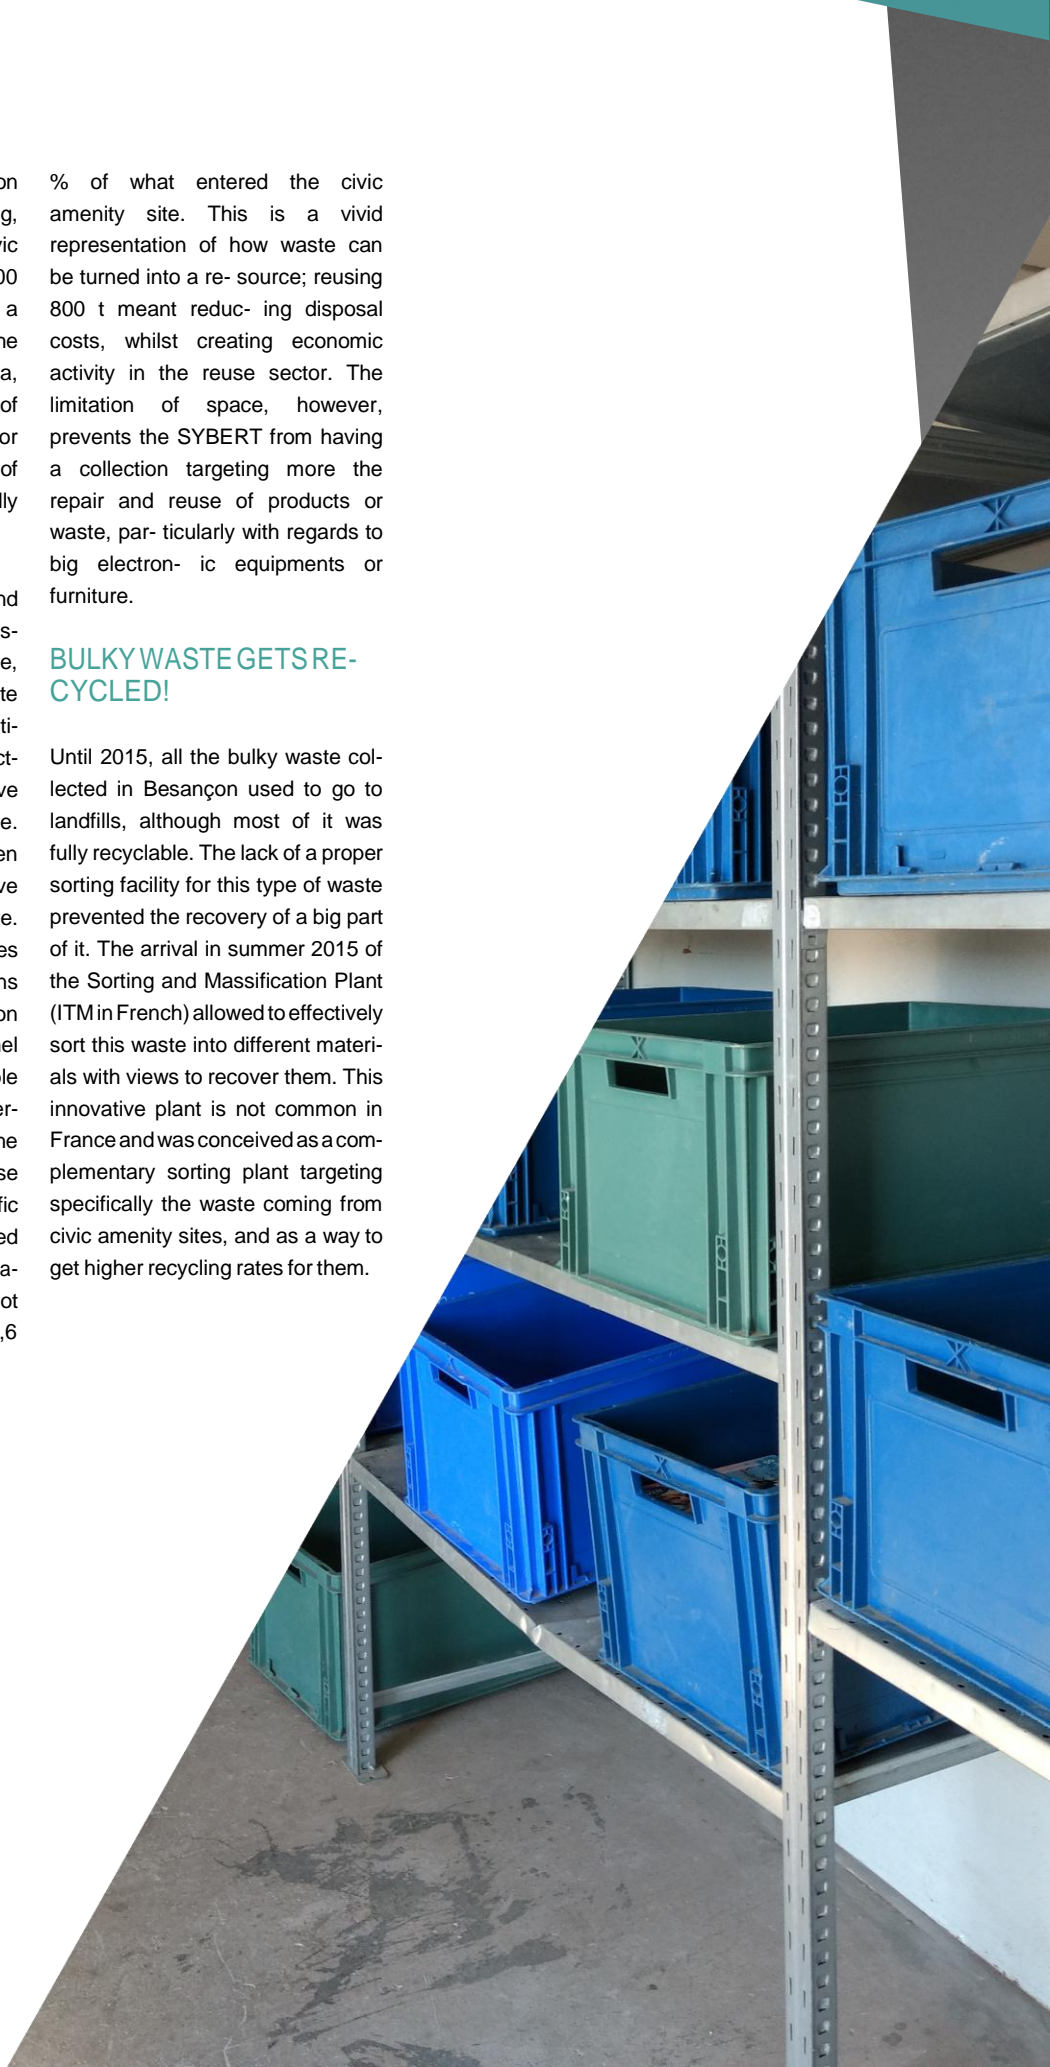 % of what entered the civic
amenity site. This is a vivid
representation of how waste can
be turned into a re- source; reusing
800 t meant reduc- ing disposal
costs, whilst creating economic
activity in the reuse sector. The
limitation of space, however,
prevents the SYBERT from having
a collection targeting more the
repair and reuse of products or
waste, par- ticularly with regards to
big electron- ic equipments or
furniture.
BULKY WASTE GETS RE-
CYCLED!
Until 2015, all the bulky waste col-
lected in Besançon used to go to
landfills, although most of it was
fully recyclable. The lack of a proper
sorting facility for this type of waste
prevented the recovery of a big part
of it. The arrival in summer 2015 of
the Sorting and Massification Plant
(ITM in French) allowed to effectively
sort this waste into different materi-
als with views to recover them. This
innovative plant is not common in
France and was conceived as a com-
plementary sorting plant targeting
specifically the waste coming from
civic amenity sites, and as a way to
get higher recycling rates for them.